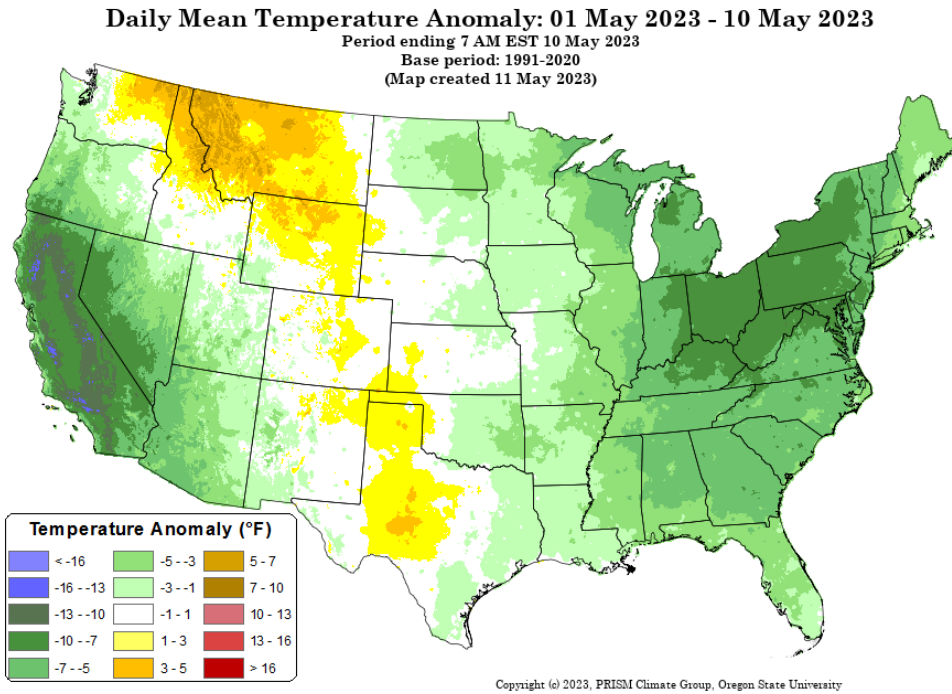 Daily Mean Temperature Anomaly: 01 May 2023 - 10 May 2023
Period ending 7 AM EST 10 May 2023
Base period: 1991-2020
(Map created 11 May 2023)
Temperature Anomaly (°F)
< -16 -5 - -3 5 - 7
-16 - -13 -3 - -1 7 - 10
-13 - -10 -1 - 1 10 - 13
-10 - -7 1 - 3 13 - 16
-7 - -5 3 - 5 > 16
Copyright (c) 2023, PRISM Climate Group, Oregon State University